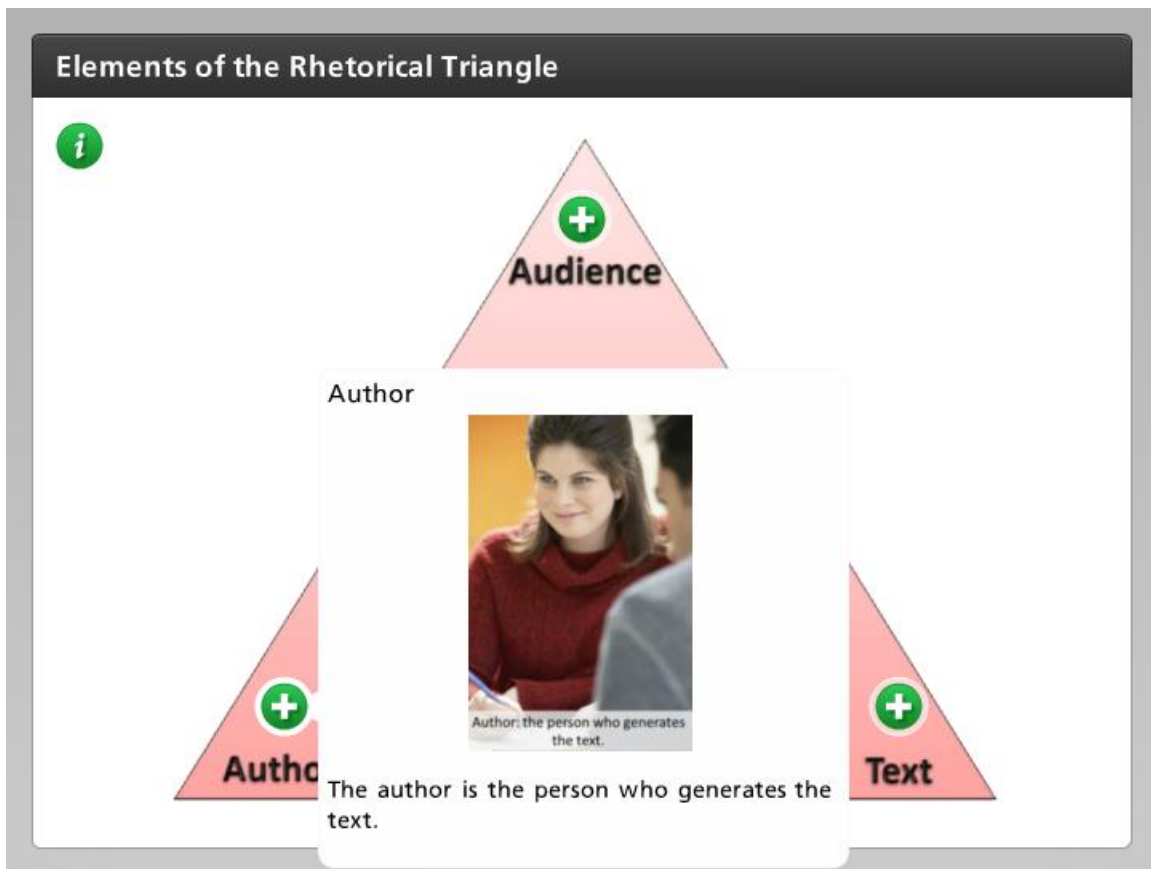 Elements of the Rhetorical Triangle
i
Audience
Author
Author: the person who generates
the text.
Autho
Text
The author is the person who generates the
text.